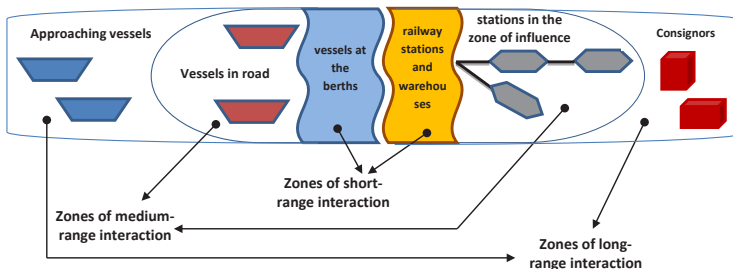 Approaching vessels
Vessels in road
vessels at
the
berths
railway
stations
and
warehou
ses
stations in the
zone of influence
Consignors
Zones of short-
range interaction
Zones of medium-
range interaction
Zones of long-
range interaction